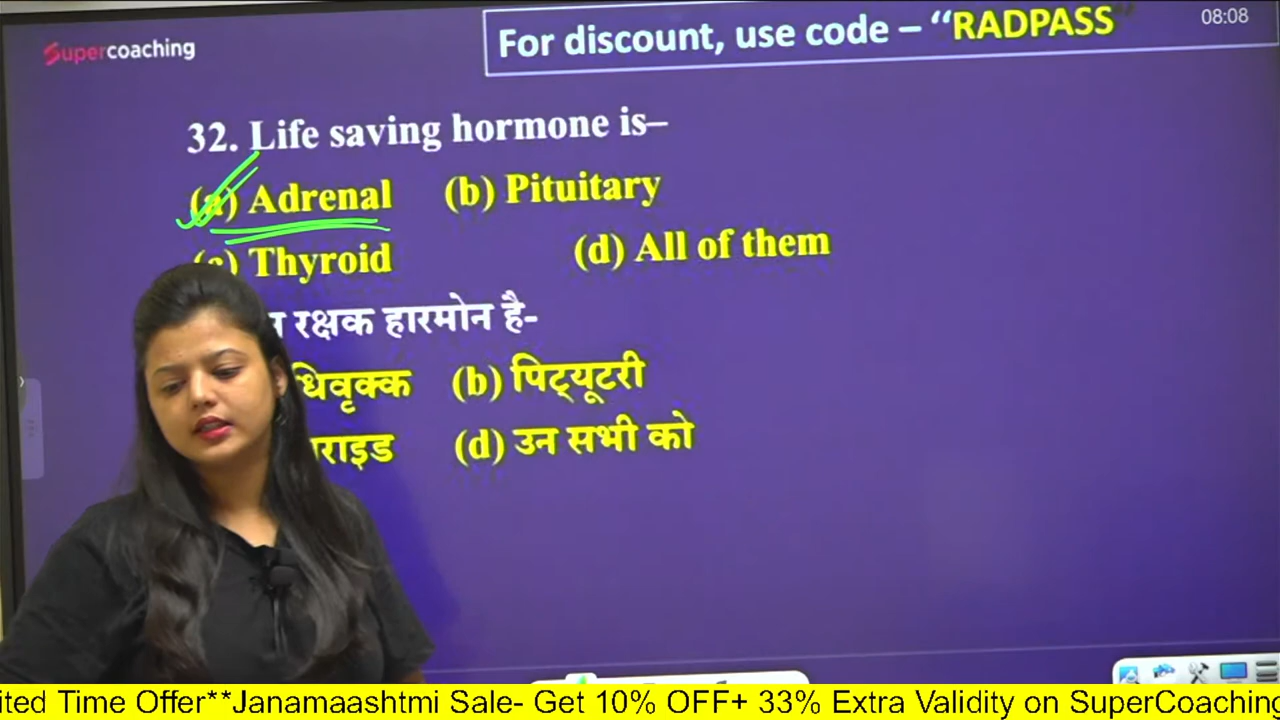 Supercoaching
For discount, use code – “RADPASS”
08:08
32. Life saving hormone is–
(a) Adrenal (b) Pituitary
(c) Thyroid (d) All of them
रक्षक हारमोन है-
(b) पिट्यूटरी
(d) उन सभी को
ited Time Offer**Janamaashtmi Sale- Get 10% OFF+ 33% Extra Validity on SuperCoaching